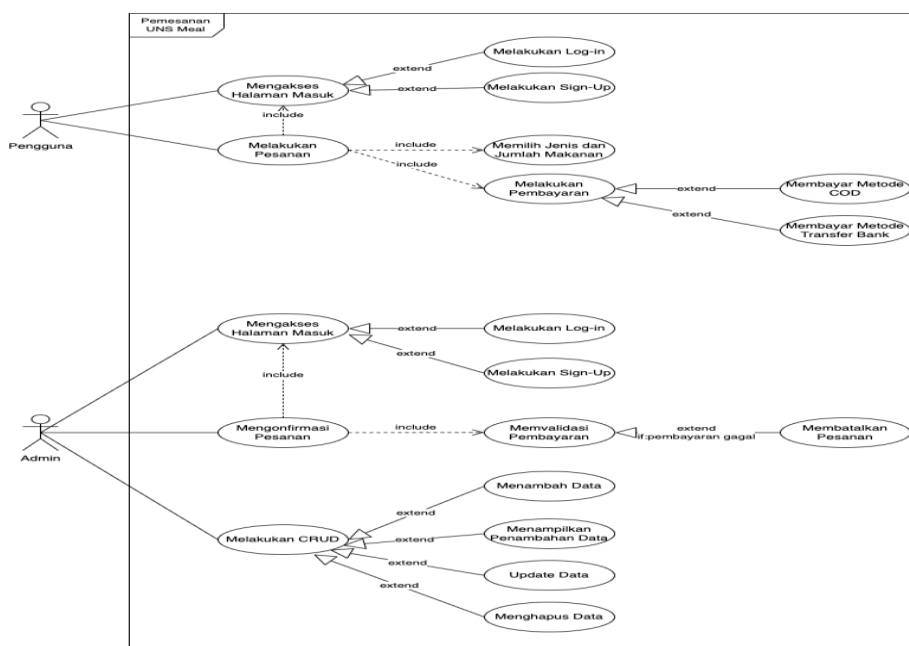 Pemesanan
UNS Meal
Melakukan Log-in
extend
Mengakses
Halaman Masuk
extend
Melakukan Sign-Up
include
Pengguna
Melakukan
Pesanan
include
Memilih Jenis dan
Jumlah Makanan
include
Melakukan
Pembayaran
extend
Membayar Metode
COD
extend
Membayar Metode
Transfer Bank
Mengakses
Halaman Masuk
extend
Melakukan Log-in
extend
Melakukan Sign-Up
include
Admin
Mengonfirmasi
Pesanan
include
Memvalidasi
Pembayaran
extend
if:pembayaran gagal
Membatalkan
Pesanan
Menambah Data
extend
Melakukan CRUD
extend
Menampilkan
Penambahan Data
extend
Update Data
extend
Menghapus Data